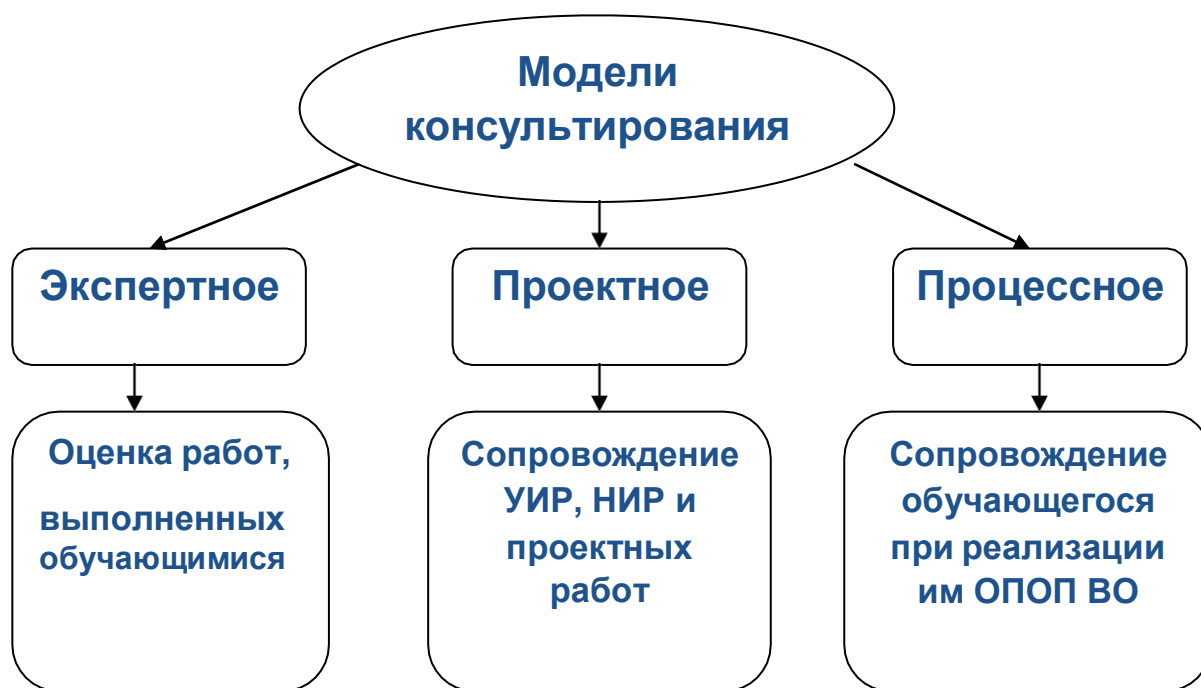 Модели
консультирования
Экспертное
Проектное
Процессное
Оценка работ,
выполненных
обучающимися
Сопровождение
УИР, НИР и
проектных
работ
Сопровождение
обучающегося
при реализации
им ОПОП ВО